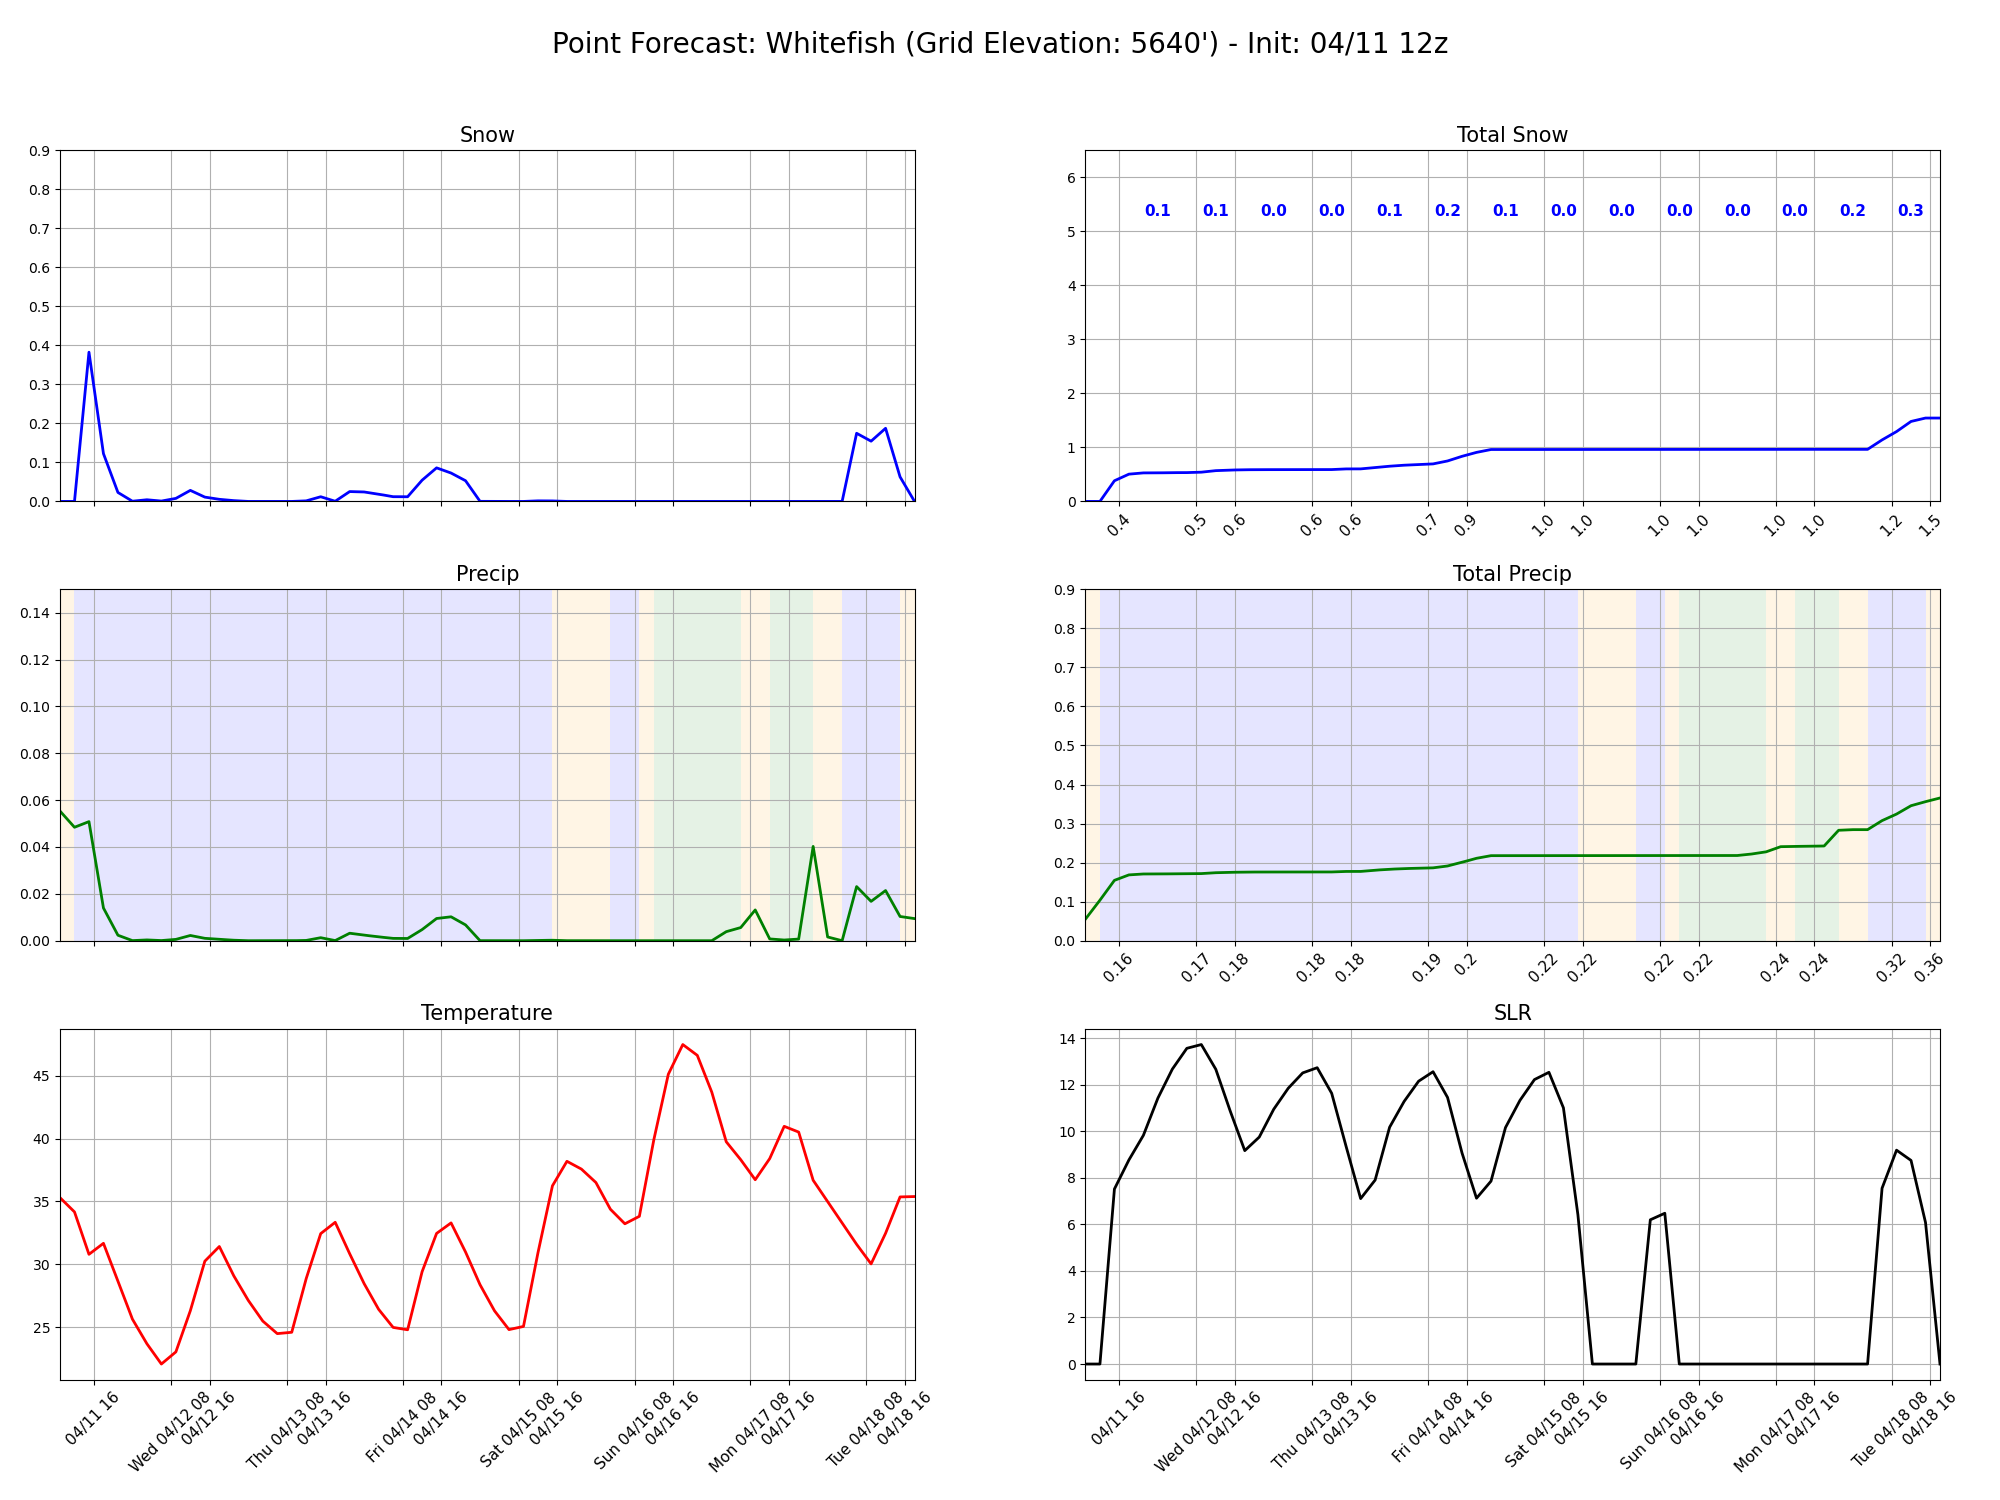 Point Forecast: Whitefish (Grid Elevation: 5640') - Init: 04/11 12z
Snow
0.9
0.8
0.7
0.6
0.5
0.4
0.3
0.2
0.1
0.0
Total Snow
6
5
4
3
2
1
0
0.1 0.1 0.0 0.0 0.1 0.2 0.1 0.0 0.0 0.0 0.0 0.0 0.2 0.3
0.4 0.5 0.6 0.6 0.6 0.7 0.9 1.0 1.0 1.0 1.0 1.0 1.0 1.2 1.5
Precip
0.14
0.12
0.10
0.08
0.06
0.04
0.02
0.00
Total Precip
0.9
0.8
0.7
0.6
0.5
0.4
0.3
0.2
0.1
0.0
0.16 0.17 0.18 0.18 0.18 0.19 0.2 0.22 0.22 0.22 0.22 0.24 0.24 0.32 0.36
Temperature
45
40
35
30
25
04/11 16
Wed 04/12 08
04/12 16
Thu 04/13 08
04/13 16
Fri 04/14 08
04/14 16
Sat 04/15 08
04/15 16
Sun 04/16 08
04/16 16
Mon 04/17 08
04/17 16
Tue 04/18 08
04/18 16
SLR
14
12
10
8
6
4
2
0
04/11 16
Wed 04/12 08
04/12 16
Thu 04/13 08
04/13 16
Fri 04/14 08
04/14 16
Sat 04/15 08
04/15 16
Sun 04/16 08
04/16 16
Mon 04/17 08
04/17 16
Tue 04/18 08
04/18 16